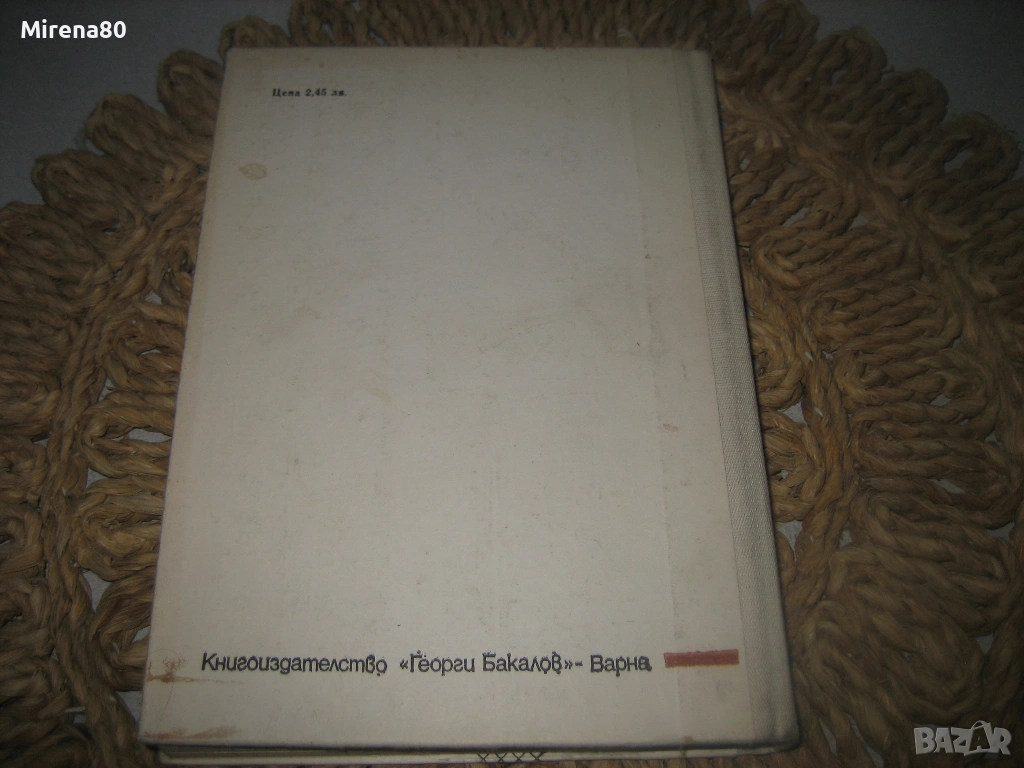 Mirena80
Цена 2,45 лв.
Книгоиздателство «Георги Бакалов»- Варна
BAZAR